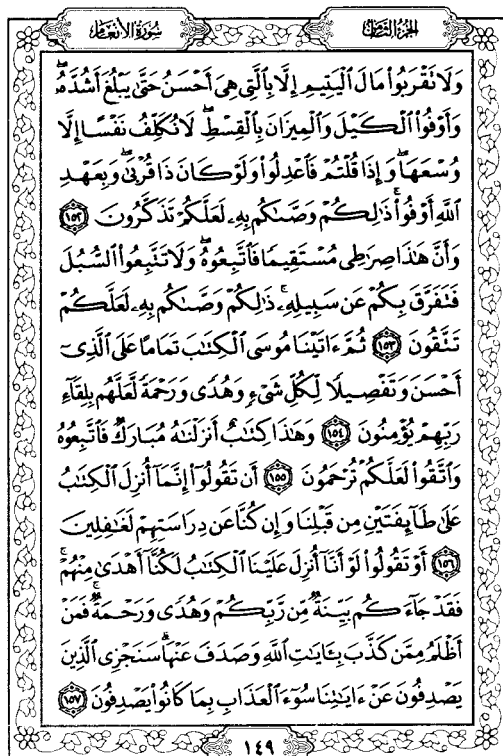 الجزء الثامن
سورة الأنعام
وَلَا تَقْرَبُوا۟ مَالَ ٱلْيَتِيمِ إِلَّا بِٱلَّتِى هِىَ أَحْسَنُ حَتَّىٰ يَبْلُغَ أَشُدَّهُۥۖ
وَأَوْفُوا۟ ٱلْكَيْلَ وَٱلْمِيزَانَ بِٱلْقِسْطِۖ لَا نُكَلِّفُ نَفْسًا إِلَّا
وُسْعَهَاۖ وَإِذَا قُلْتُمْ فَٱعْدِلُوا۟ وَلَوْ كَانَ ذَا قُرْبَىٰۖ وَبِعَهْدِ
ٱللَّهِ أَوْفُوا۟ۚ ذَٰلِكُمْ وَصَّىٰكُم بِهِۦ لَعَلَّكُمْ تَذَكَّرُونَ ١٥٢
وَأَنَّ هَٰذَا صِرَٰطِى مُسْتَقِيمًا فَٱتَّبِعُوهُۖ وَلَا تَتَّبِعُوا۟ ٱلسُّبُلَ
فَتَفَرَّقَ بِكُمْ عَن سَبِيلِهِۦۚ ذَٰلِكُمْ وَصَّىٰكُم بِهِۦ لَعَلَّكُمْ
تَتَّقُونَ ١٥٣ ثُمَّ ءَاتَيْنَا مُوسَى ٱلْكِتَٰبَ تَمَامًا عَلَى ٱلَّذِىٓ
أَحْسَنَ وَتَفْصِيلًا لِّكُلِّ شَىْءٍ وَهُدًى وَرَحْمَةً لَّعَلَّهُم بِلِقَآءِ
رَبِّهِمْ يُؤْمِنُونَ ١٥٤ وَهَٰذَا كِتَٰبٌ أَنزَلْنَٰهُ مُبَارَكٌ فَٱتَّبِعُوهُ
وَٱتَّقُوا۟ لَعَلَّكُمْ تُرْحَمُونَ ١٥٥ أَن تَقُولُوٓا۟ إِنَّمَآ أُنزِلَ ٱلْكِتَٰبُ
عَلَىٰ طَآئِفَتَيْنِ مِن قَبْلِنَا وَإِن كُنَّا عَن دِرَاسَتِهِمْ لَغَٰفِلِينَ
١٥٦ أَوْ تَقُولُوا۟ لَوْ أَنَّآ أُنزِلَ عَلَيْنَا ٱلْكِتَٰبُ لَكُنَّآ أَهْدَىٰ مِنْهُمْۚ
فَقَدْ جَآءَكُم بَيِّنَةٌ مِّن رَّبِّكُمْ وَهُدًى وَرَحْمَةٌۚ فَمَنْ
أَظْلَمُ مِمَّن كَذَّبَ بِـَٔايَٰتِ ٱللَّهِ وَصَدَفَ عَنْهَاۗ سَنَجْزِى ٱلَّذِينَ
يَصْدِفُونَ عَنْ ءَايَٰتِنَا سُوٓءَ ٱلْعَذَابِ بِمَا كَانُوا۟ يَصْدِفُونَ ١٥٧
١٤٩